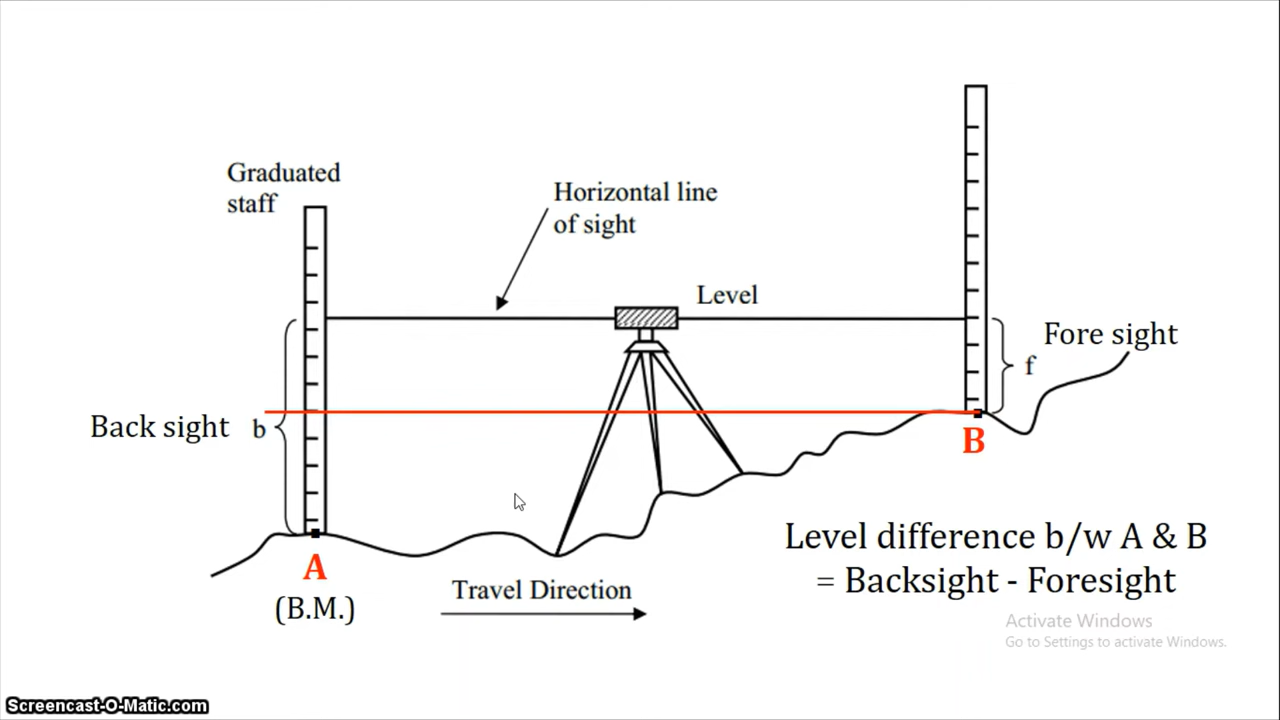 Graduated
staff
Horizontal line
of sight
Level
Fore sight
f
Back sight b
B
A
(B.M.)
Travel Direction
Level difference b/w A & B
= Backsight - Foresight
Activate Windows
Go to Settings to activate Windows.
Screencast-O-Matic.com